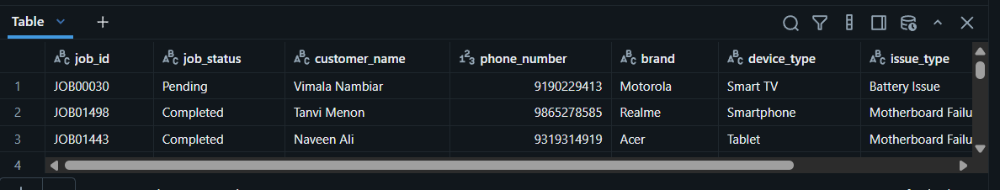 Table
job_id job_status customer_name phone_number brand device_type issue_type
1 JOB00030 Pending Vimala Nambiar 9190229413 Motorola Smart TV Battery Issue
2 JOB01498 Completed Tanvi Menon 9865278585 Realme Smartphone Motherboard Failu
3 JOB01443 Completed Naveen Ali 9319314919 Acer Tablet Motherboard Failu
4